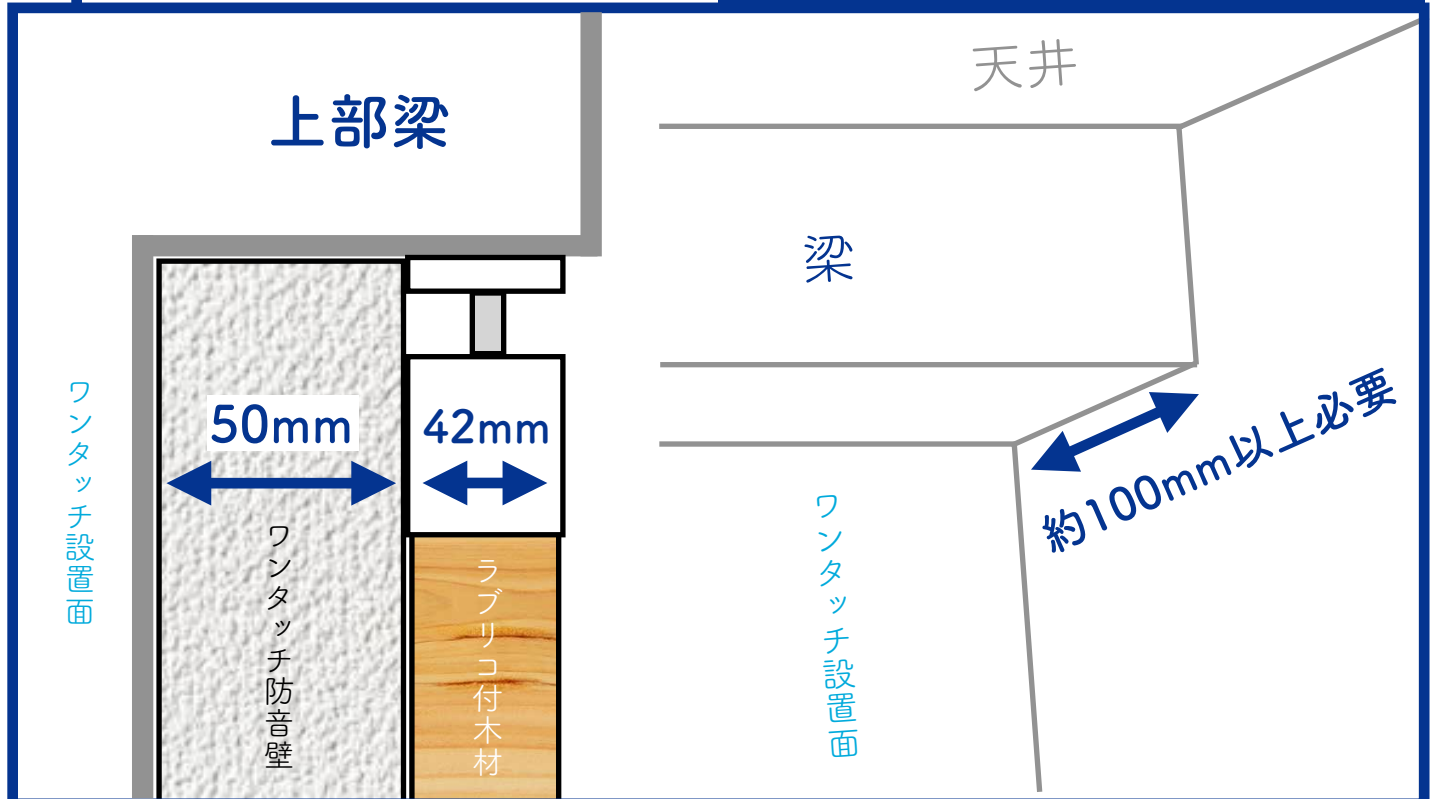 上部梁
50mm
42mm
ワンタッチ設置面
ワンタッチ防音壁
ラブリコ付木材
天井
梁
約100mm以上必要
ワンタッチ設置面